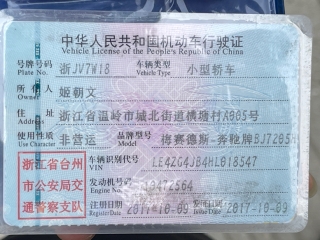 中华人民共和国机动车行驶证
Vehicle License of the People's Republic of China
号牌号码 浙JV7W18 车辆类型 小型轿车
Plate No. Vehicle Type
所有人 姬朝文
Owner
住址 浙江省温岭市城北街道横塘村A805号
Address
使用性质 非营运 品牌型号 梅赛德斯-奔驰牌BJ7205
Use Character Model
浙江省台州
市公安局交
通警察支队
车辆识别代号 LE42G4JB4HL018547
VIN
发动机号码
Engine No.
注册日期 2017-10-09
Register Date
2017-10-09